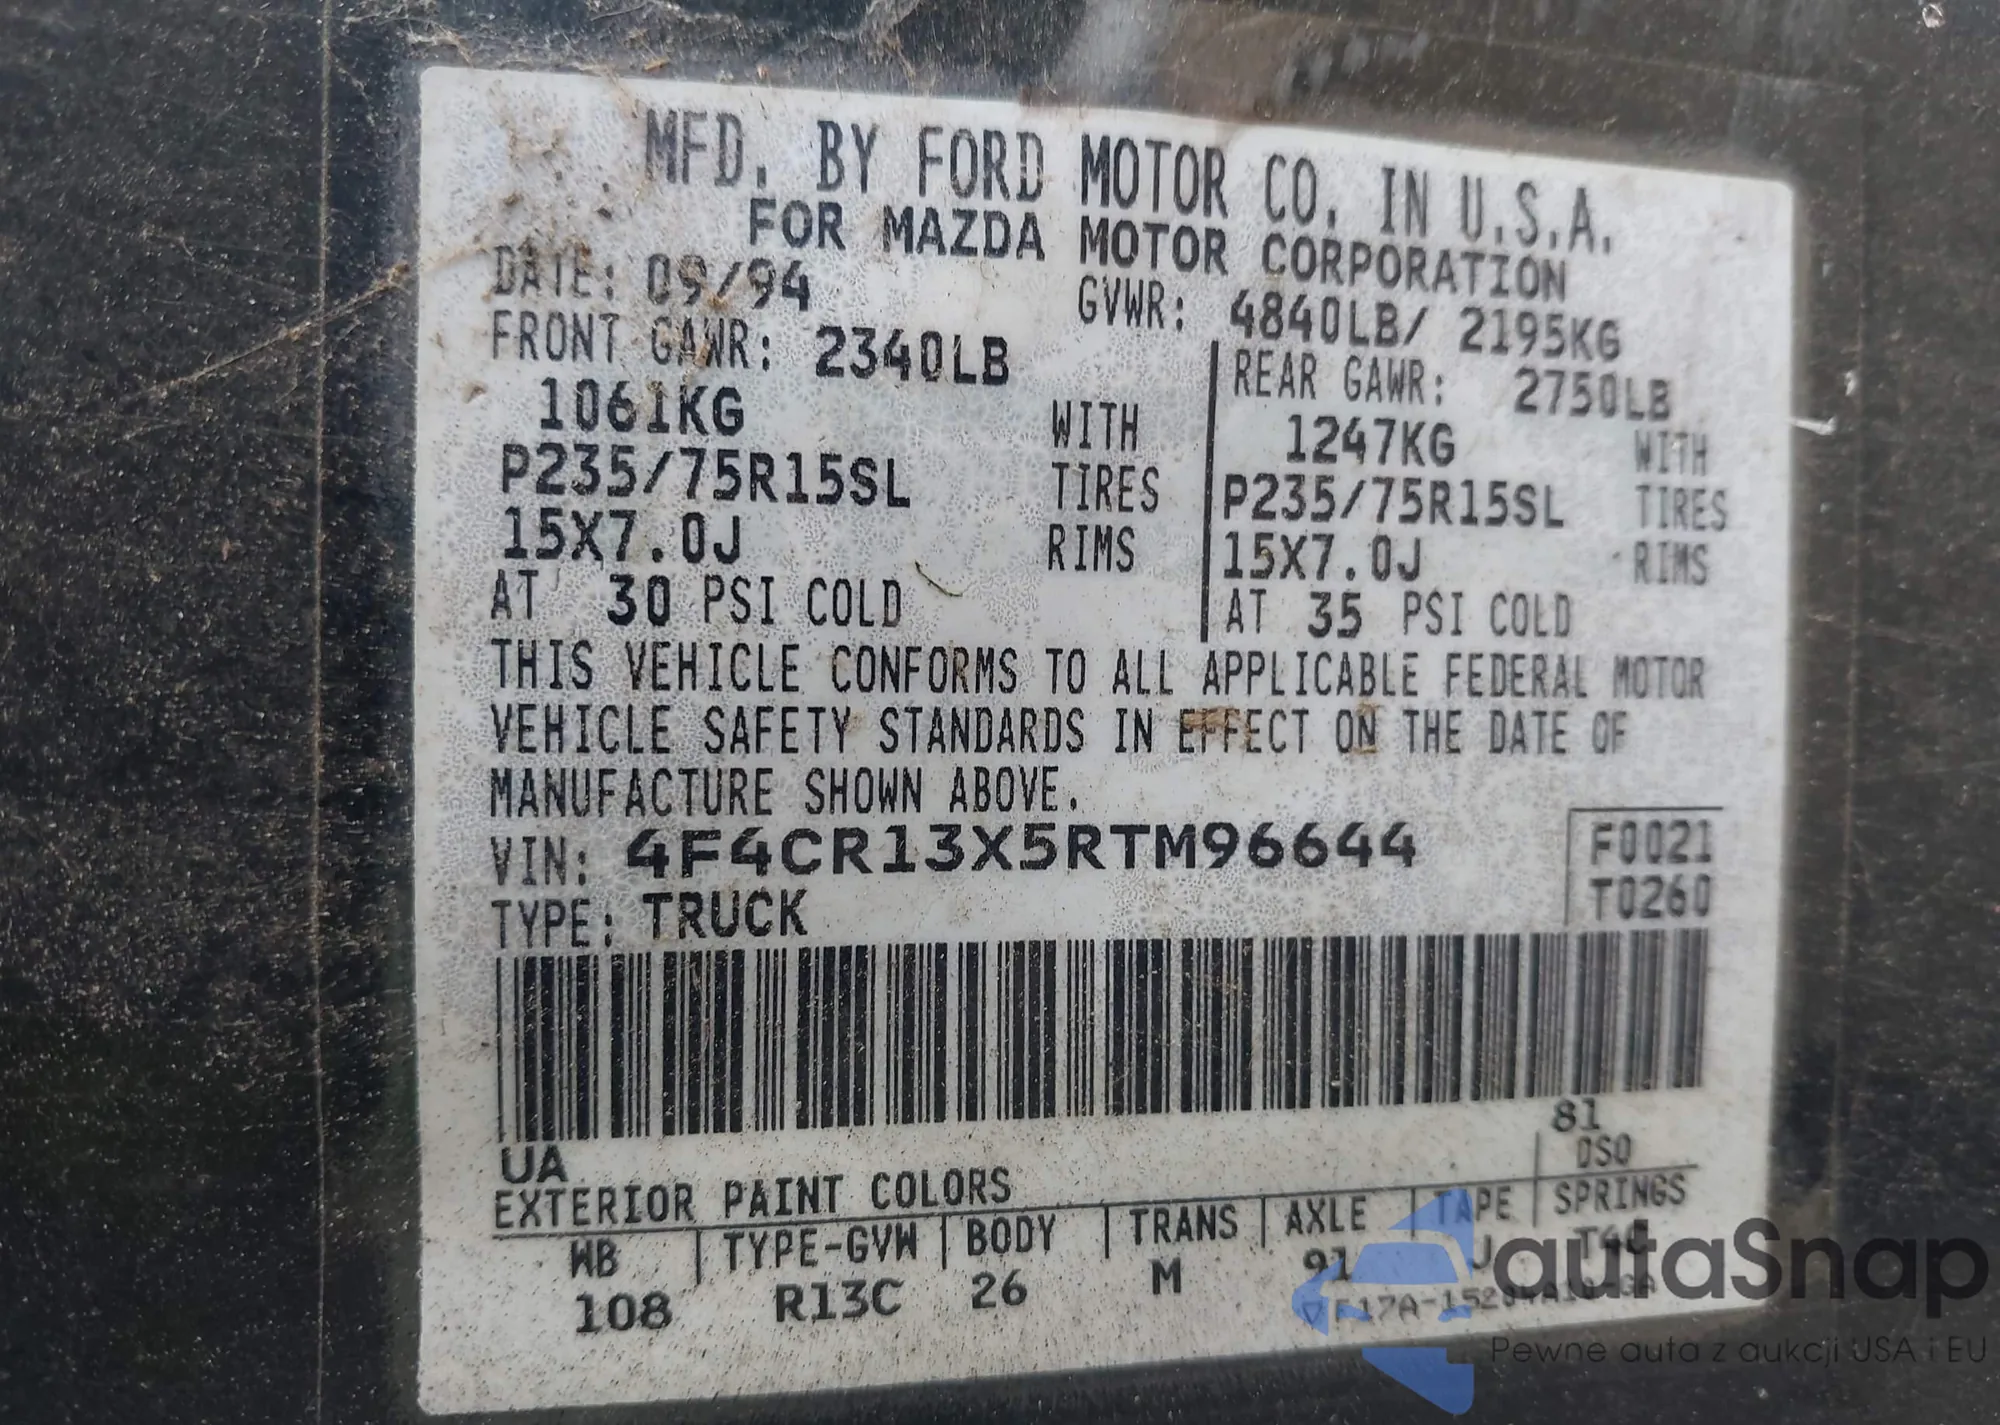 MFD. BY FORD MOTOR CO. IN U.S.A.
FOR MAZDA MOTOR CORPORATION
DATE: 09/94 GVWR: 4840LB/ 2195KG
FRONT GAWR: 2340LB REAR GAWR: 2750LB
1061KG WITH 1247KG WITH
P235/75R15SL TIRES P235/75R15SL TIRES
15X7.0J RIMS 15X7.0J RIMS
AT 30 PSI COLD AT 35 PSI COLD
THIS VEHICLE CONFORMS TO ALL APPLICABLE FEDERAL MOTOR
VEHICLE SAFETY STANDARDS IN EFFECT ON THE DATE OF
MANUFACTURE SHOWN ABOVE.
VIN: 4F4CR13X5RTM96644 F0021
TYPE: TRUCK T0260
81
UA DSO
EXTERIOR PAINT COLORS
WB TYPE-GVW BODY TRANS AXLE TAPE SPRINGS
108 R13C 26 M 91 J
autaSnap
Pewne auta z aukcji USA i EU